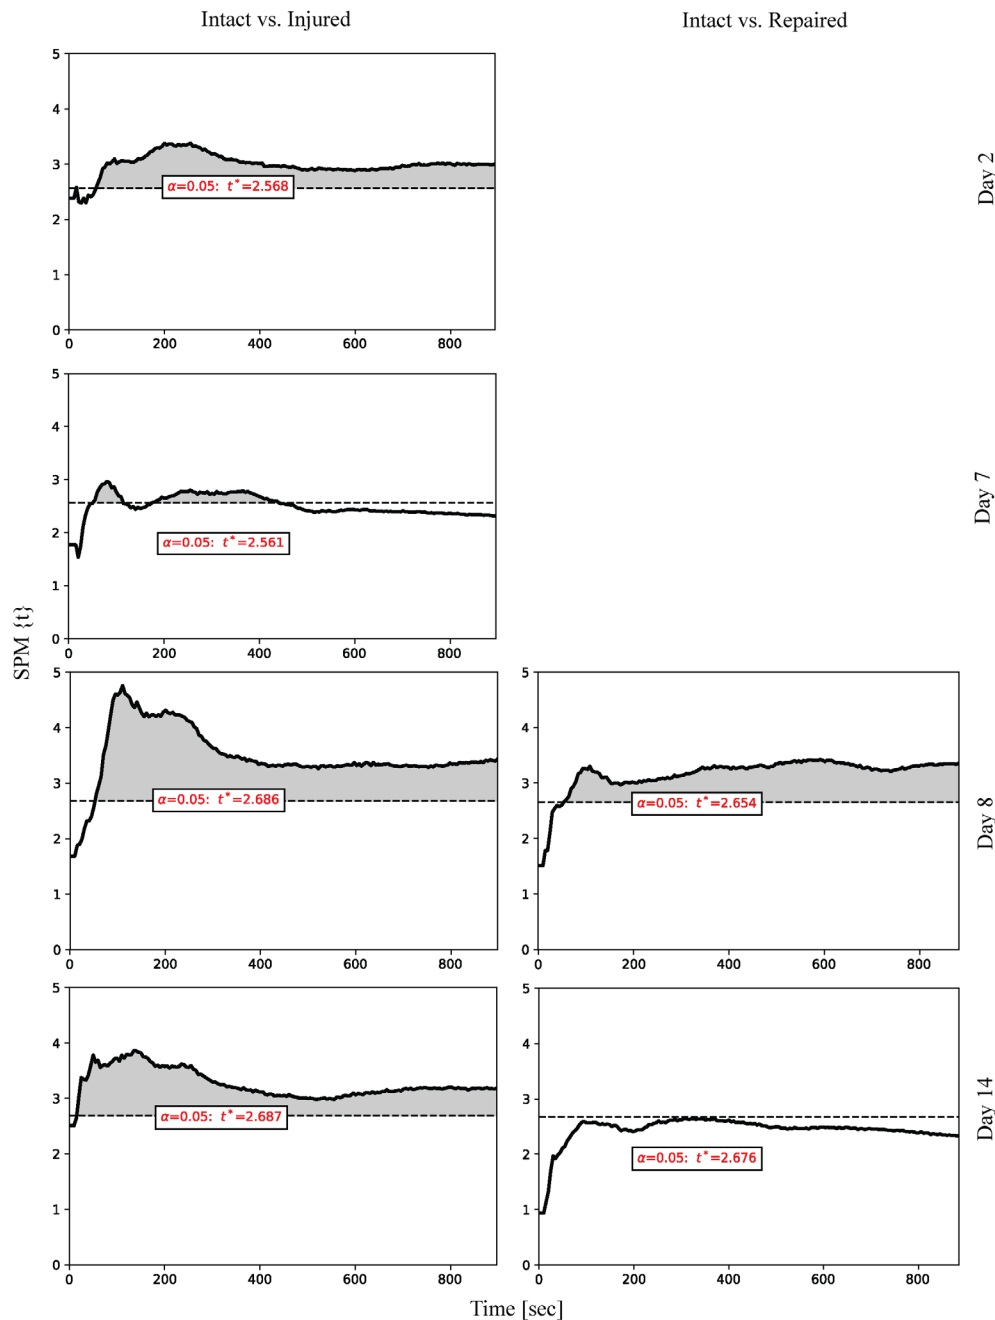 Intact vs. Injured
Intact vs. Repaired
5
4
3
2
1
0
α=0.05: t*=2.568
0 200 400 600 800
Day 2
5
4
3
2
1
0
α=0.05: t*=2.561
0 200 400 600 800
Day 7
SPM {t}
5
4
3
2
1
0
α=0.05: t*=2.686
0 200 400 600 800
5
4
3
2
1
0
α=0.05: t*=2.654
0 200 400 600 800
Day 8
5
4
3
2
1
0
α=0.05: t*=2.687
0 200 400 600 800
5
4
3
2
1
0
α=0.05: t*=2.676
0 200 400 600 800
Day 14
Time [sec]